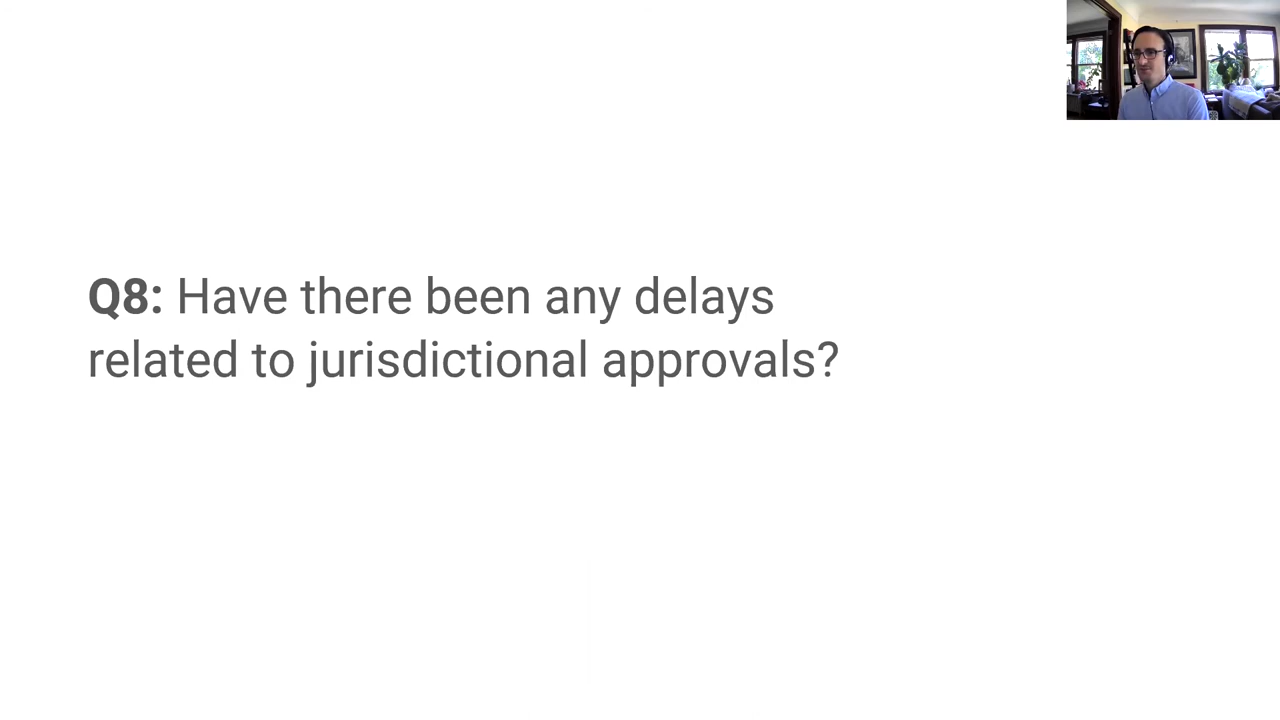 Q8: Have there been any delays
related to jurisdictional approvals?